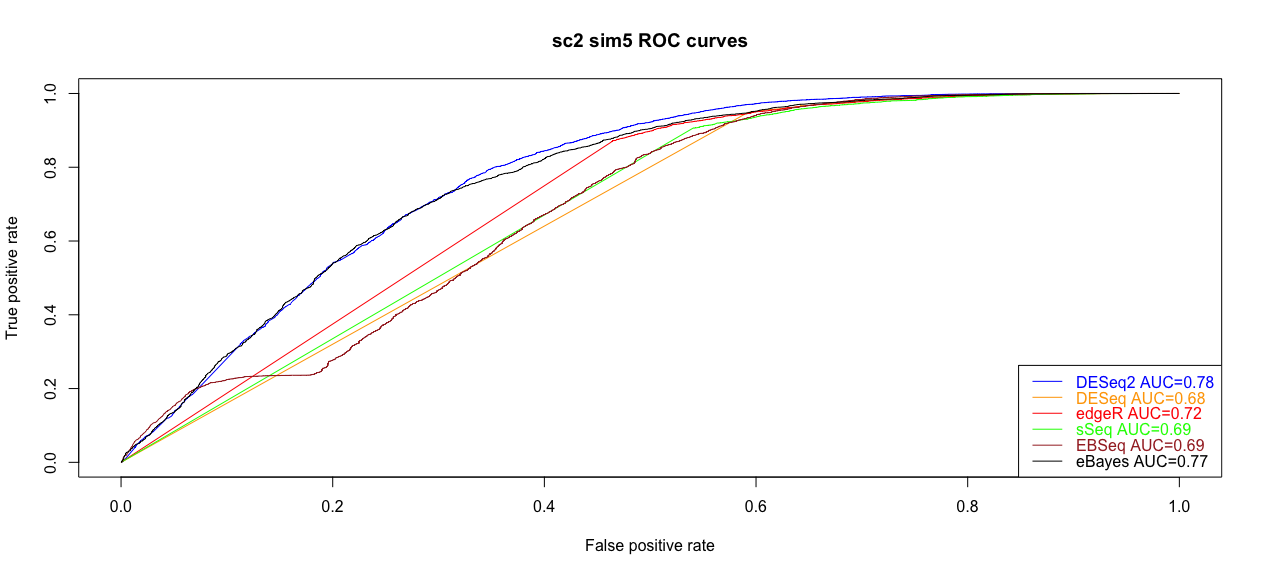 sc2 sim5 ROC curves
True positive rate
1.0
0.8
0.6
0.4
0.2
0.0
DESeq2 AUC=0.78
DESeq AUC=0.68
edgeR AUC=0.72
sSeq AUC=0.69
EBSeq AUC=0.69
eBayes AUC=0.77
0.0 0.2 0.4 0.6 0.8 1.0
False positive rate